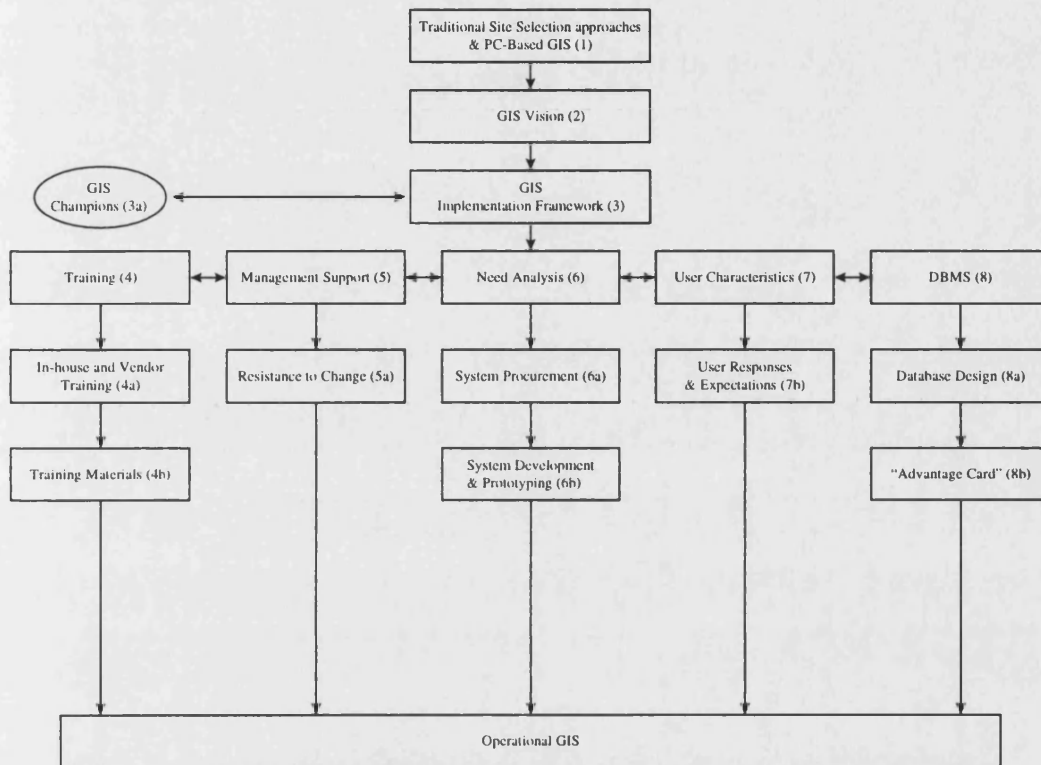 Traditional Site Selection approaches
& PC-Based GIS (1)
GIS Vision (2)
GIS
Champions (3a)
GIS
Implementation Framework (3)
Training (4)
Management Support (5)
Need Analysis (6)
User Characteristics (7)
DBMS (8)
In-house and Vendor
Training (4a)
Resistance to Change (5a)
System Procurement (6a)
User Responses
& Expectations (7b)
Database Design (8a)
Training Materials (4b)
System Development
& Prototyping (6b)
“Advantage Card” (8b)
Operational GIS